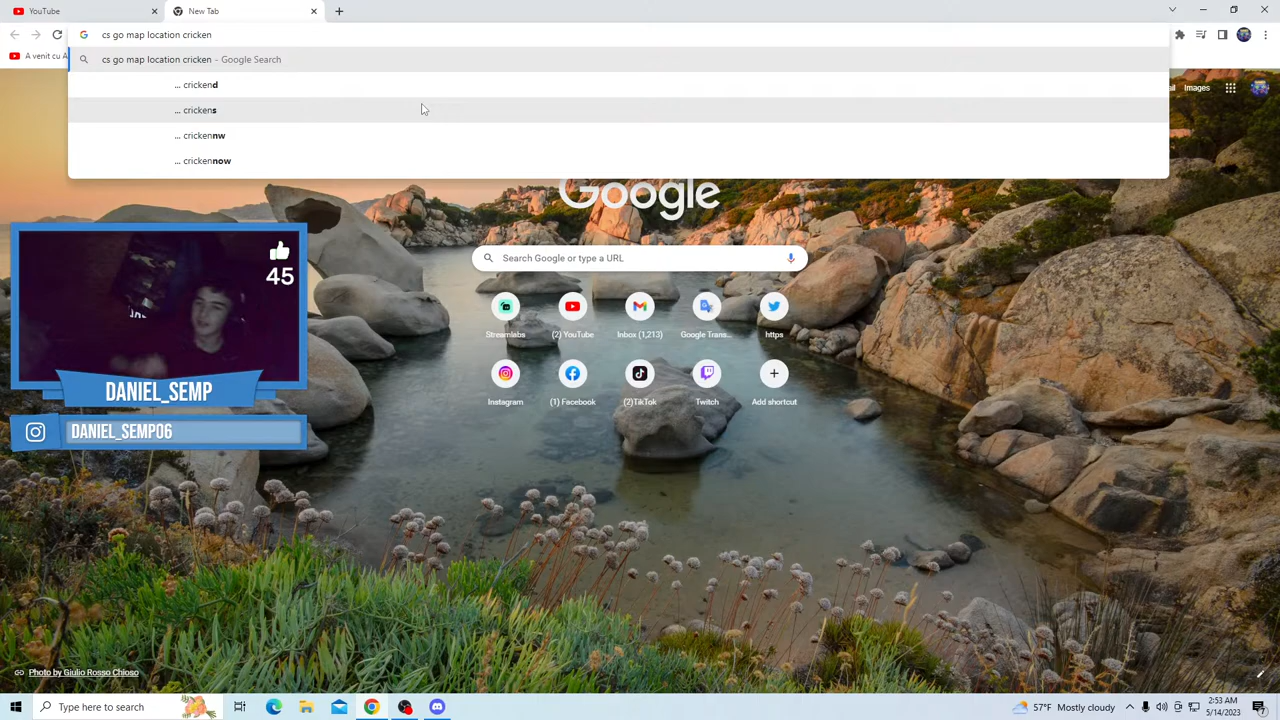 YouTube
New Tab
cs go map location cricken
A venit cu A
cs go map location cricken - Google Search
... crickend
... crickens
... crickennw
... crickennow
Images
Google
Search Google or type a URL
Streamlabs
(2) YouTube
Inbox (1,213)
Google Trans...
https
Instagram
(1) Facebook
(2)TikTok
Twitch
Add shortcut
45
DANIEL_SEMP
DANIEL_SEMP06
Photo by Giulio Rosso Chioso
Type here to search
57°F Mostly cloudy
2:53 AM
5/14/2023
7